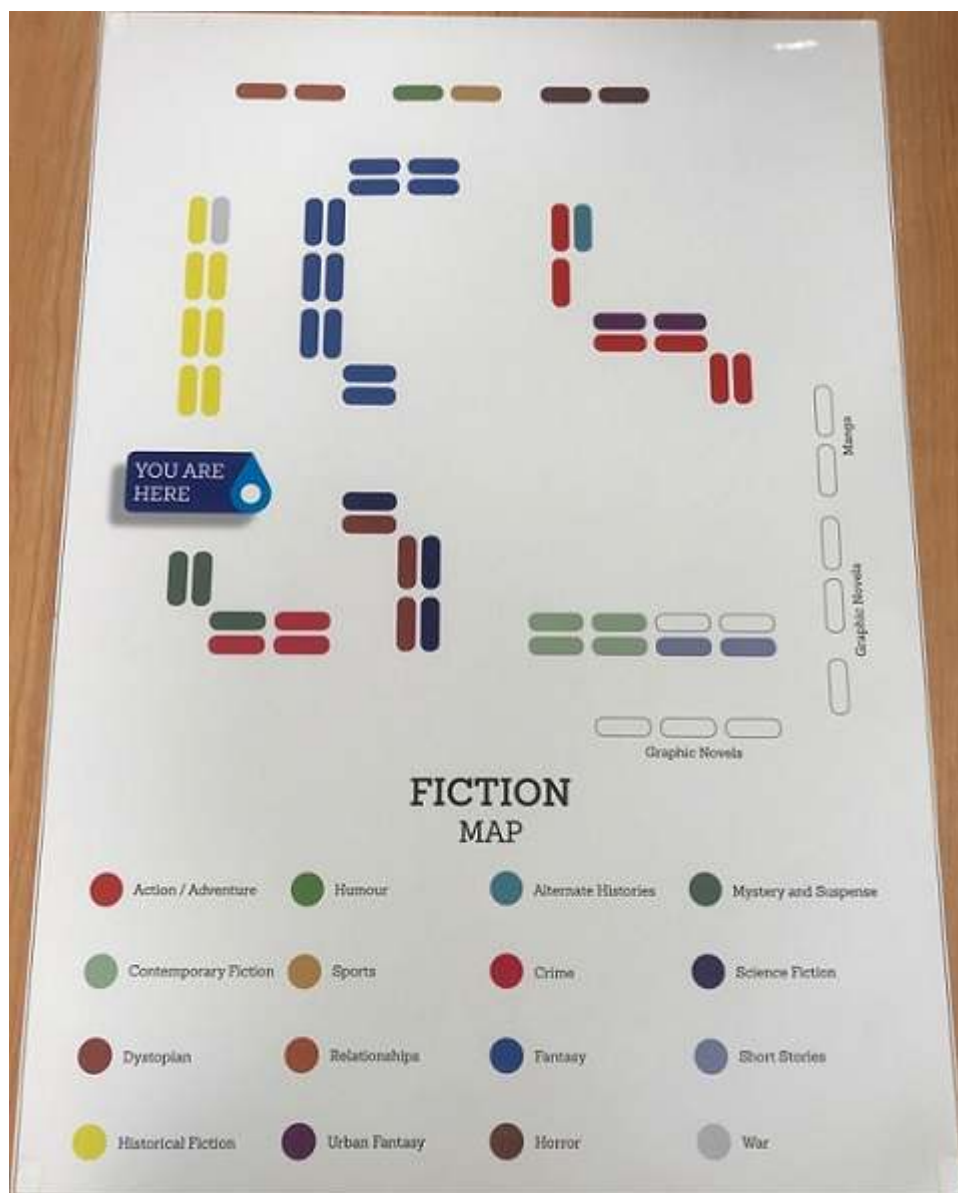 Manga
YOU ARE
HERE
Graphic Novels
Graphic Novels
FICTION
MAP
Action / Adventure
Humour
Alternate Histories
Mystery and Suspense
Contemporary Fiction
Sports
Crime
Science Fiction
Dystopian
Relationships
Fantasy
Short Stories
Historical Fiction
Urban Fantasy
Horror
War